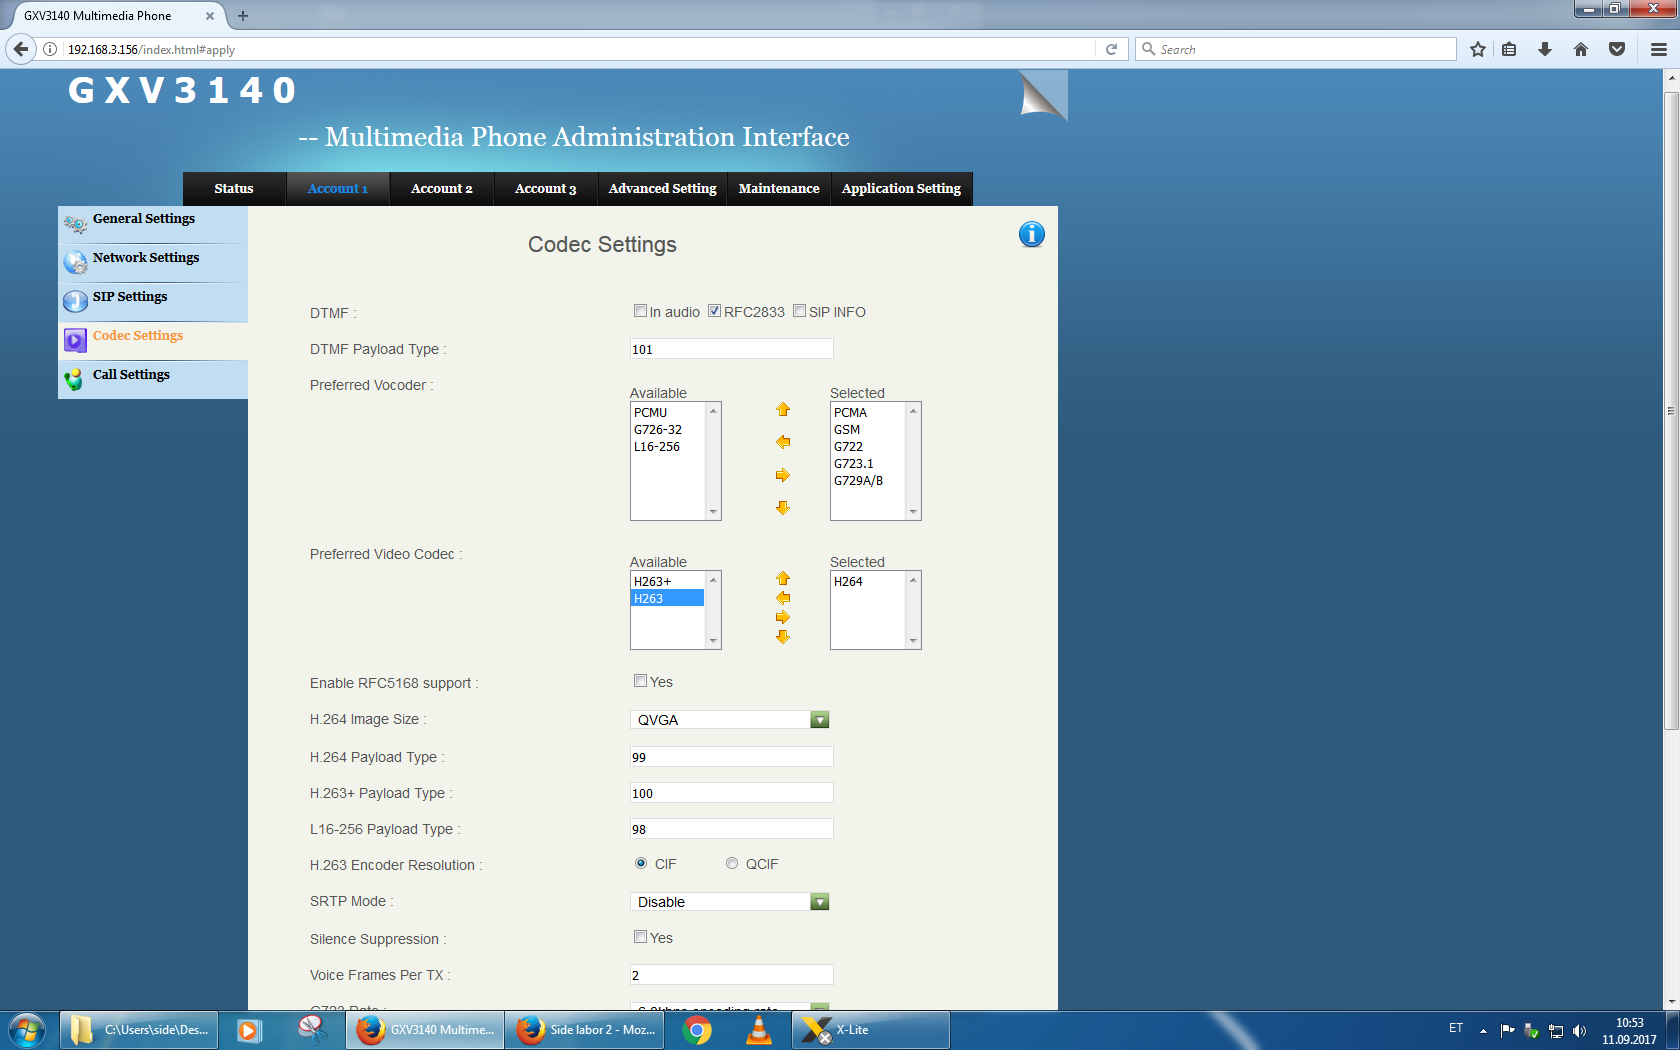 GXV3140 Multimedia Phone
192.168.3.156/index.html#apply
Search
GXV3140
-- Multimedia Phone Administration Interface
Status Account 1 Account 2 Account 3 Advanced Setting Maintenance Application Setting
General Settings
Network Settings
SIP Settings
Codec Settings
Call Settings
Codec Settings
DTMF : In audio RFC2833 SIP INFO
DTMF Payload Type : 101
Preferred Vocoder :
Available Selected
PCMU PCMA
G726-32 GSM
L16-256 G722
G723.1
G729A/B
Preferred Video Codec :
Available Selected
H263+ H264
H263
Enable RFC5168 support : Yes
H.264 Image Size : QVGA
H.264 Payload Type : 99
H.263+ Payload Type : 100
L16-256 Payload Type : 98
H.263 Encoder Resolution : CIF QCIF
SRTP Mode : Disable
Silence Suppression : Yes
Voice Frames Per TX : 2
C:\Users\side\Des... GXV3140 Multime... Side labor 2 - Moz... X-Lite
ET 10:53
11.09.2017